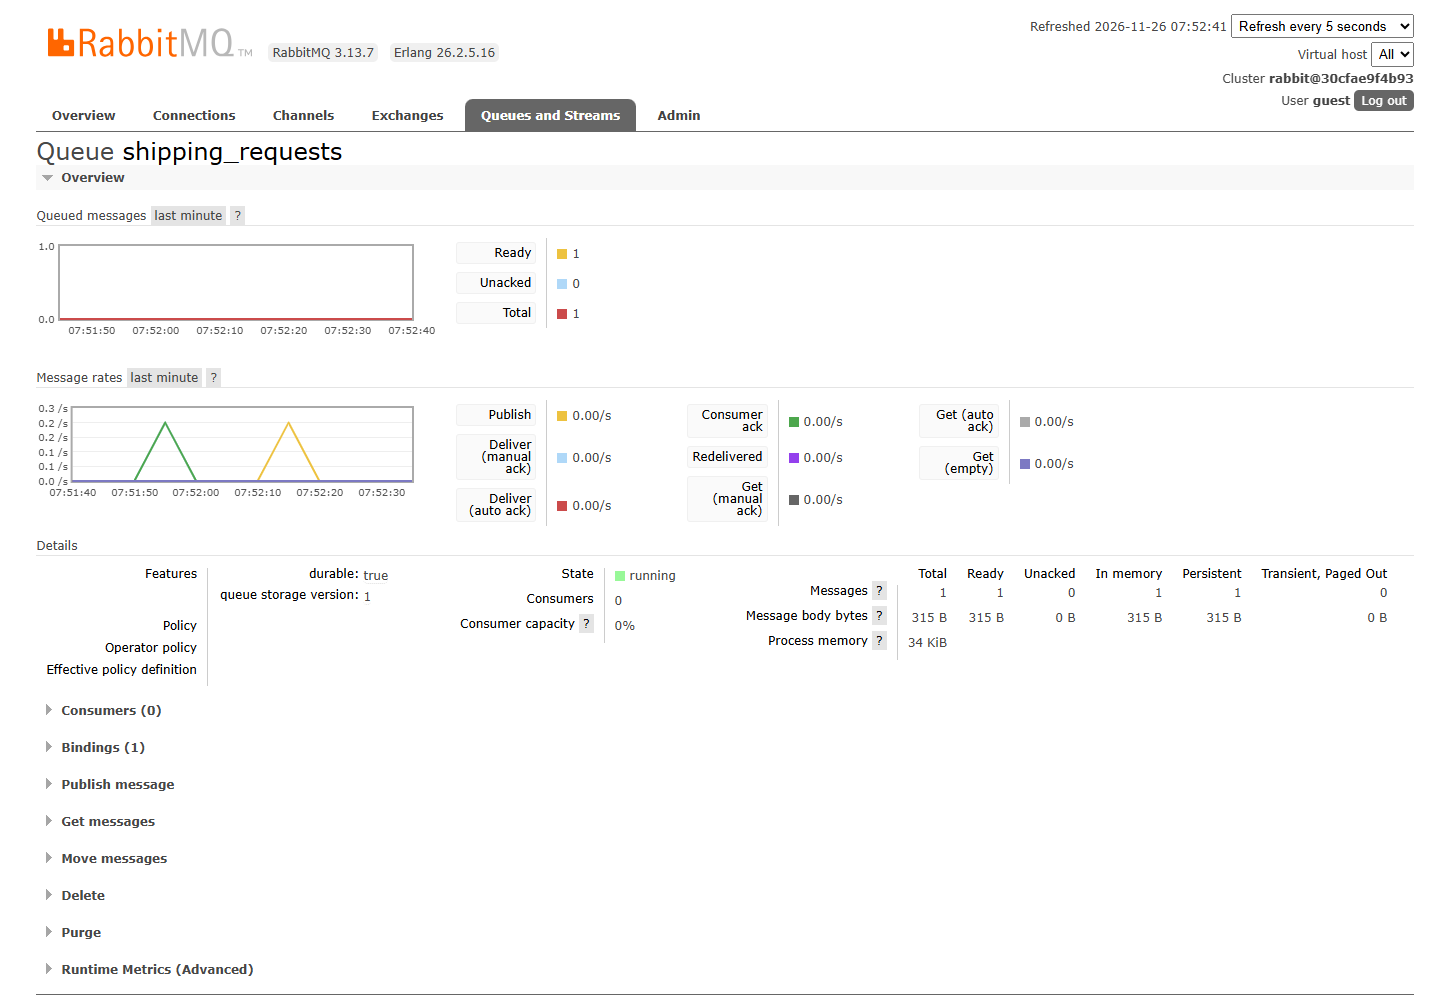 RabbitMQ TM RabbitMQ 3.13.7 Erlang 26.2.5.16
Refreshed 2026-11-26 07:52:41 Refresh every 5 seconds
Virtual host All
Cluster rabbit@30cfae9f4b93
User guest Log out
Overview Connections Channels Exchanges Queues and Streams Admin
Queue shipping_requests
Overview
Queued messages last minute ?
1.0
0.0
07:51:50 07:52:00 07:52:10 07:52:20 07:52:30 07:52:40
Ready 1
Unacked 0
Total 1
Message rates last minute ?
0.3 /s
0.2 /s
0.2 /s
0.1 /s
0.1 /s
0.0 /s
07:51:40 07:51:50 07:52:00 07:52:10 07:52:20 07:52:30
Publish 0.00/s
Deliver
(manual 0.00/s
ack)
Deliver
(auto ack) 0.00/s
Consumer
ack 0.00/s
Redelivered 0.00/s
Get
(manual 0.00/s
ack)
Get (auto
ack) 0.00/s
Get
(empty) 0.00/s
Details
Features durable: true
queue storage version: 1
Policy
Operator policy
Effective policy definition
State running
Consumers 0
Consumer capacity ? 0%
Total Ready Unacked In memory Persistent Transient, Paged Out
Messages ? 1 1 0 1 1 0
Message body bytes ? 315 B 315 B 0 B 315 B 315 B 0 B
Process memory ? 34 KiB
Consumers (0)
Bindings (1)
Publish message
Get messages
Move messages
Delete
Purge
Runtime Metrics (Advanced)